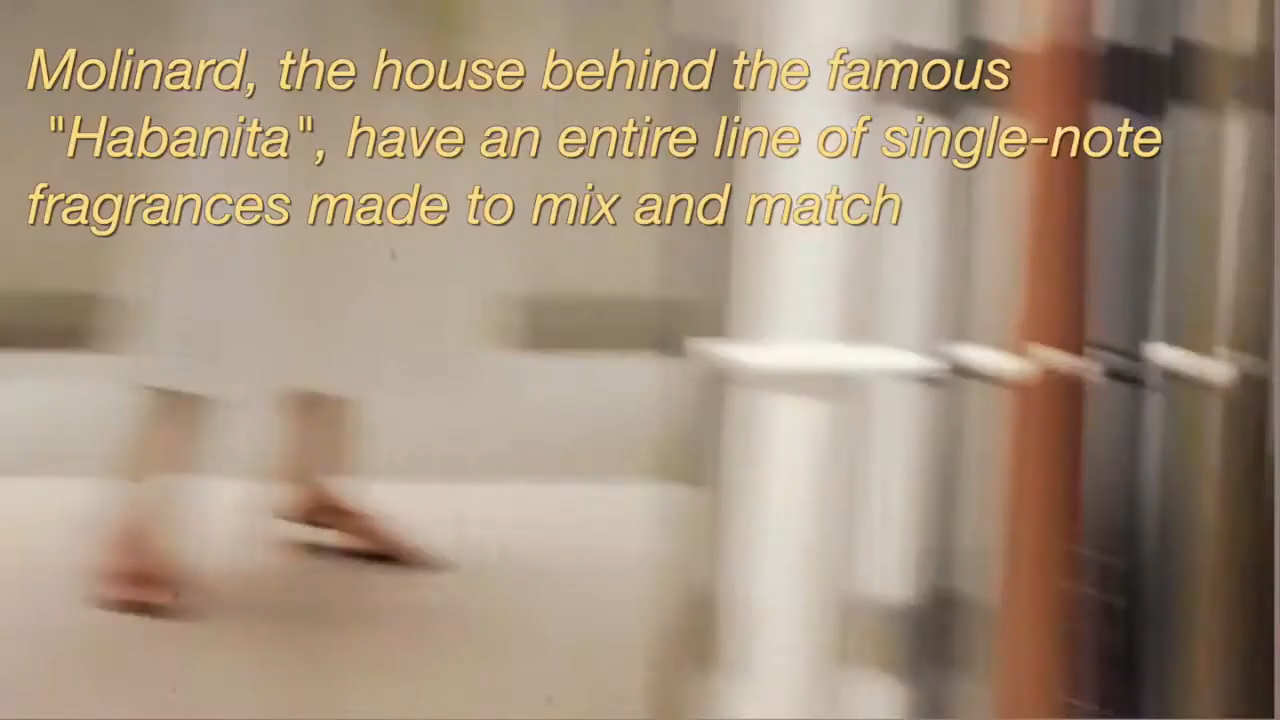 Molinard, the house behind the famous
"Habanita", have an entire line of single-note
fragrances made to mix and match